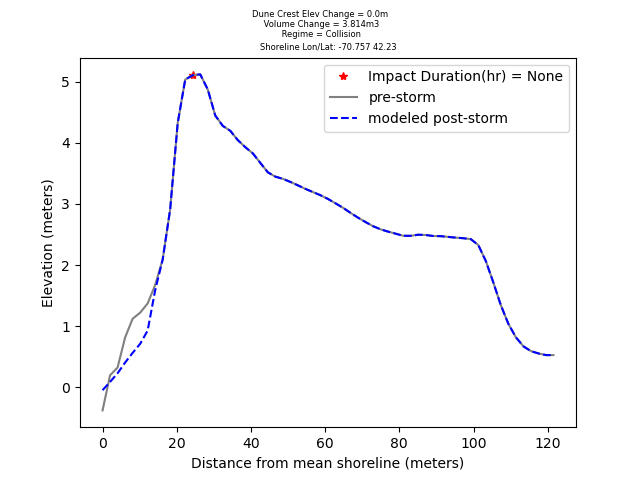 Dune Crest Elev Change = 0.0m
Volume Change = 3.814m3
Regime = Collision
Shoreline Lon/Lat: -70.757 42.23
Impact Duration(hr) = None
pre-storm
modeled post-storm
5
4
3
2
1
0
Elevation (meters)
0 20 40 60 80 100 120
Distance from mean shoreline (meters)